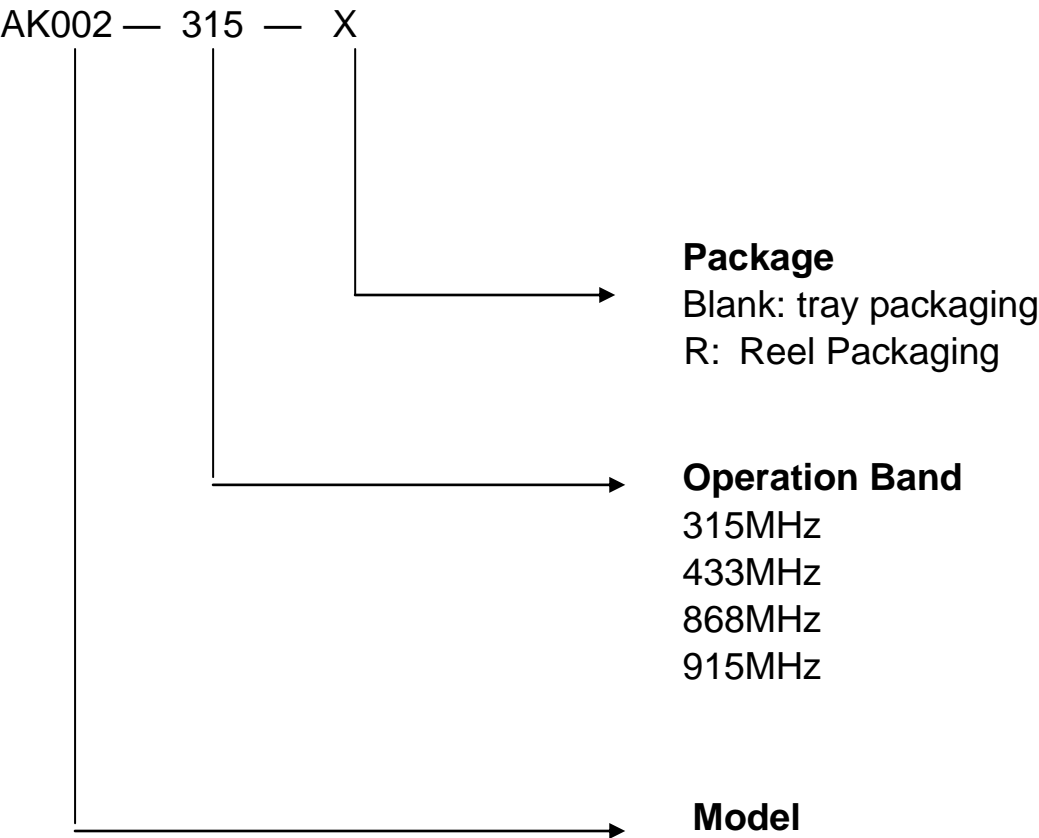 AK002 — 315 — X
Package
Blank: tray packaging
R: Reel Packaging
Operation Band
315MHz
433MHz
868MHz
915MHz
Model